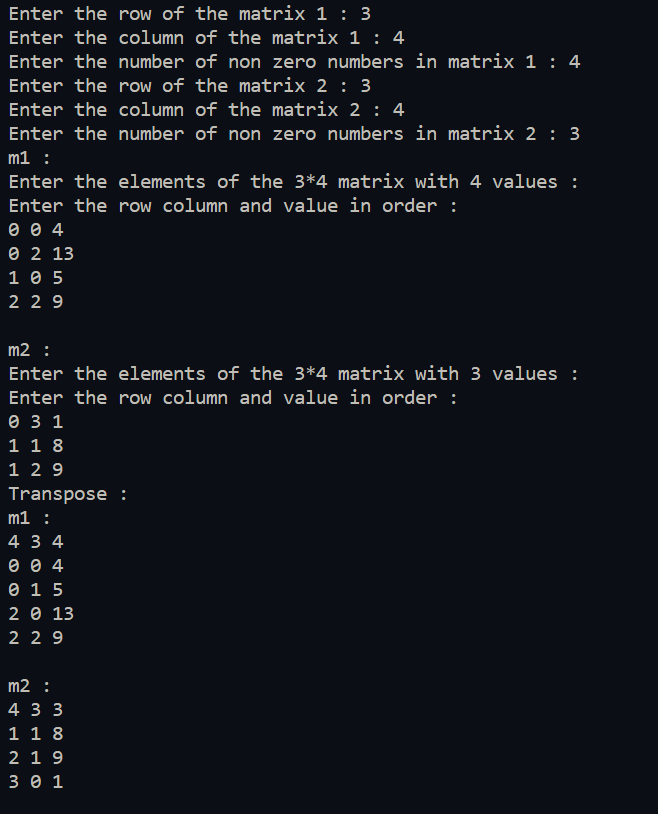 Enter the row of the matrix 1 : 3
Enter the column of the matrix 1 : 4
Enter the number of non zero numbers in matrix 1 : 4
Enter the row of the matrix 2 : 3
Enter the column of the matrix 2 : 4
Enter the number of non zero numbers in matrix 2 : 3
m1 :
Enter the elements of the 3*4 matrix with 4 values :
Enter the row column and value in order :
0 0 4
0 2 13
1 0 5
2 2 9

m2 :
Enter the elements of the 3*4 matrix with 3 values :
Enter the row column and value in order :
0 3 1
1 1 8
1 2 9
Transpose :
m1 :
4 3 4
0 0 4
0 1 5
2 0 13
2 2 9

m2 :
4 3 3
1 1 8
2 1 9
3 0 1